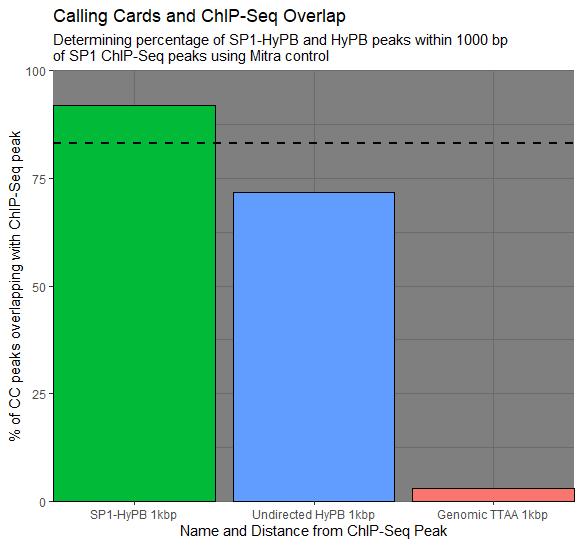 Calling Cards and ChIP-Seq Overlap
Determining percentage of SP1-HyPB and HyPB peaks within 1000 bp
of SP1 ChIP-Seq peaks using Mitra control
% of CC peaks overlapping with ChIP-Seq peak
100
75
50
25
0
SP1-HyPB 1kbp
Undirected HyPB 1kbp
Genomic TTAA 1kbp
Name and Distance from ChIP-Seq Peak